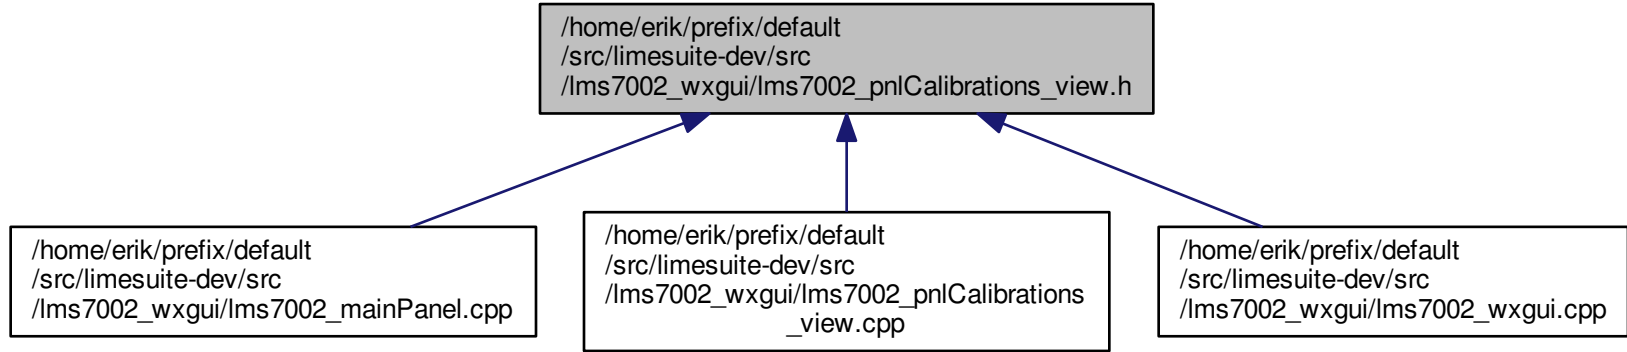 /home/erik/prefix/default
/src/limesuite-dev/src
/lms7002_wxgui/lms7002_pnlCalibrations_view.h
/home/erik/prefix/default
/src/limesuite-dev/src
/lms7002_wxgui/lms7002_mainPanel.cpp
/home/erik/prefix/default
/src/limesuite-dev/src
/lms7002_wxgui/lms7002_pnlCalibrations
_view.cpp
/home/erik/prefix/default
/src/limesuite-dev/src
/lms7002_wxgui/lms7002_wxgui.cpp